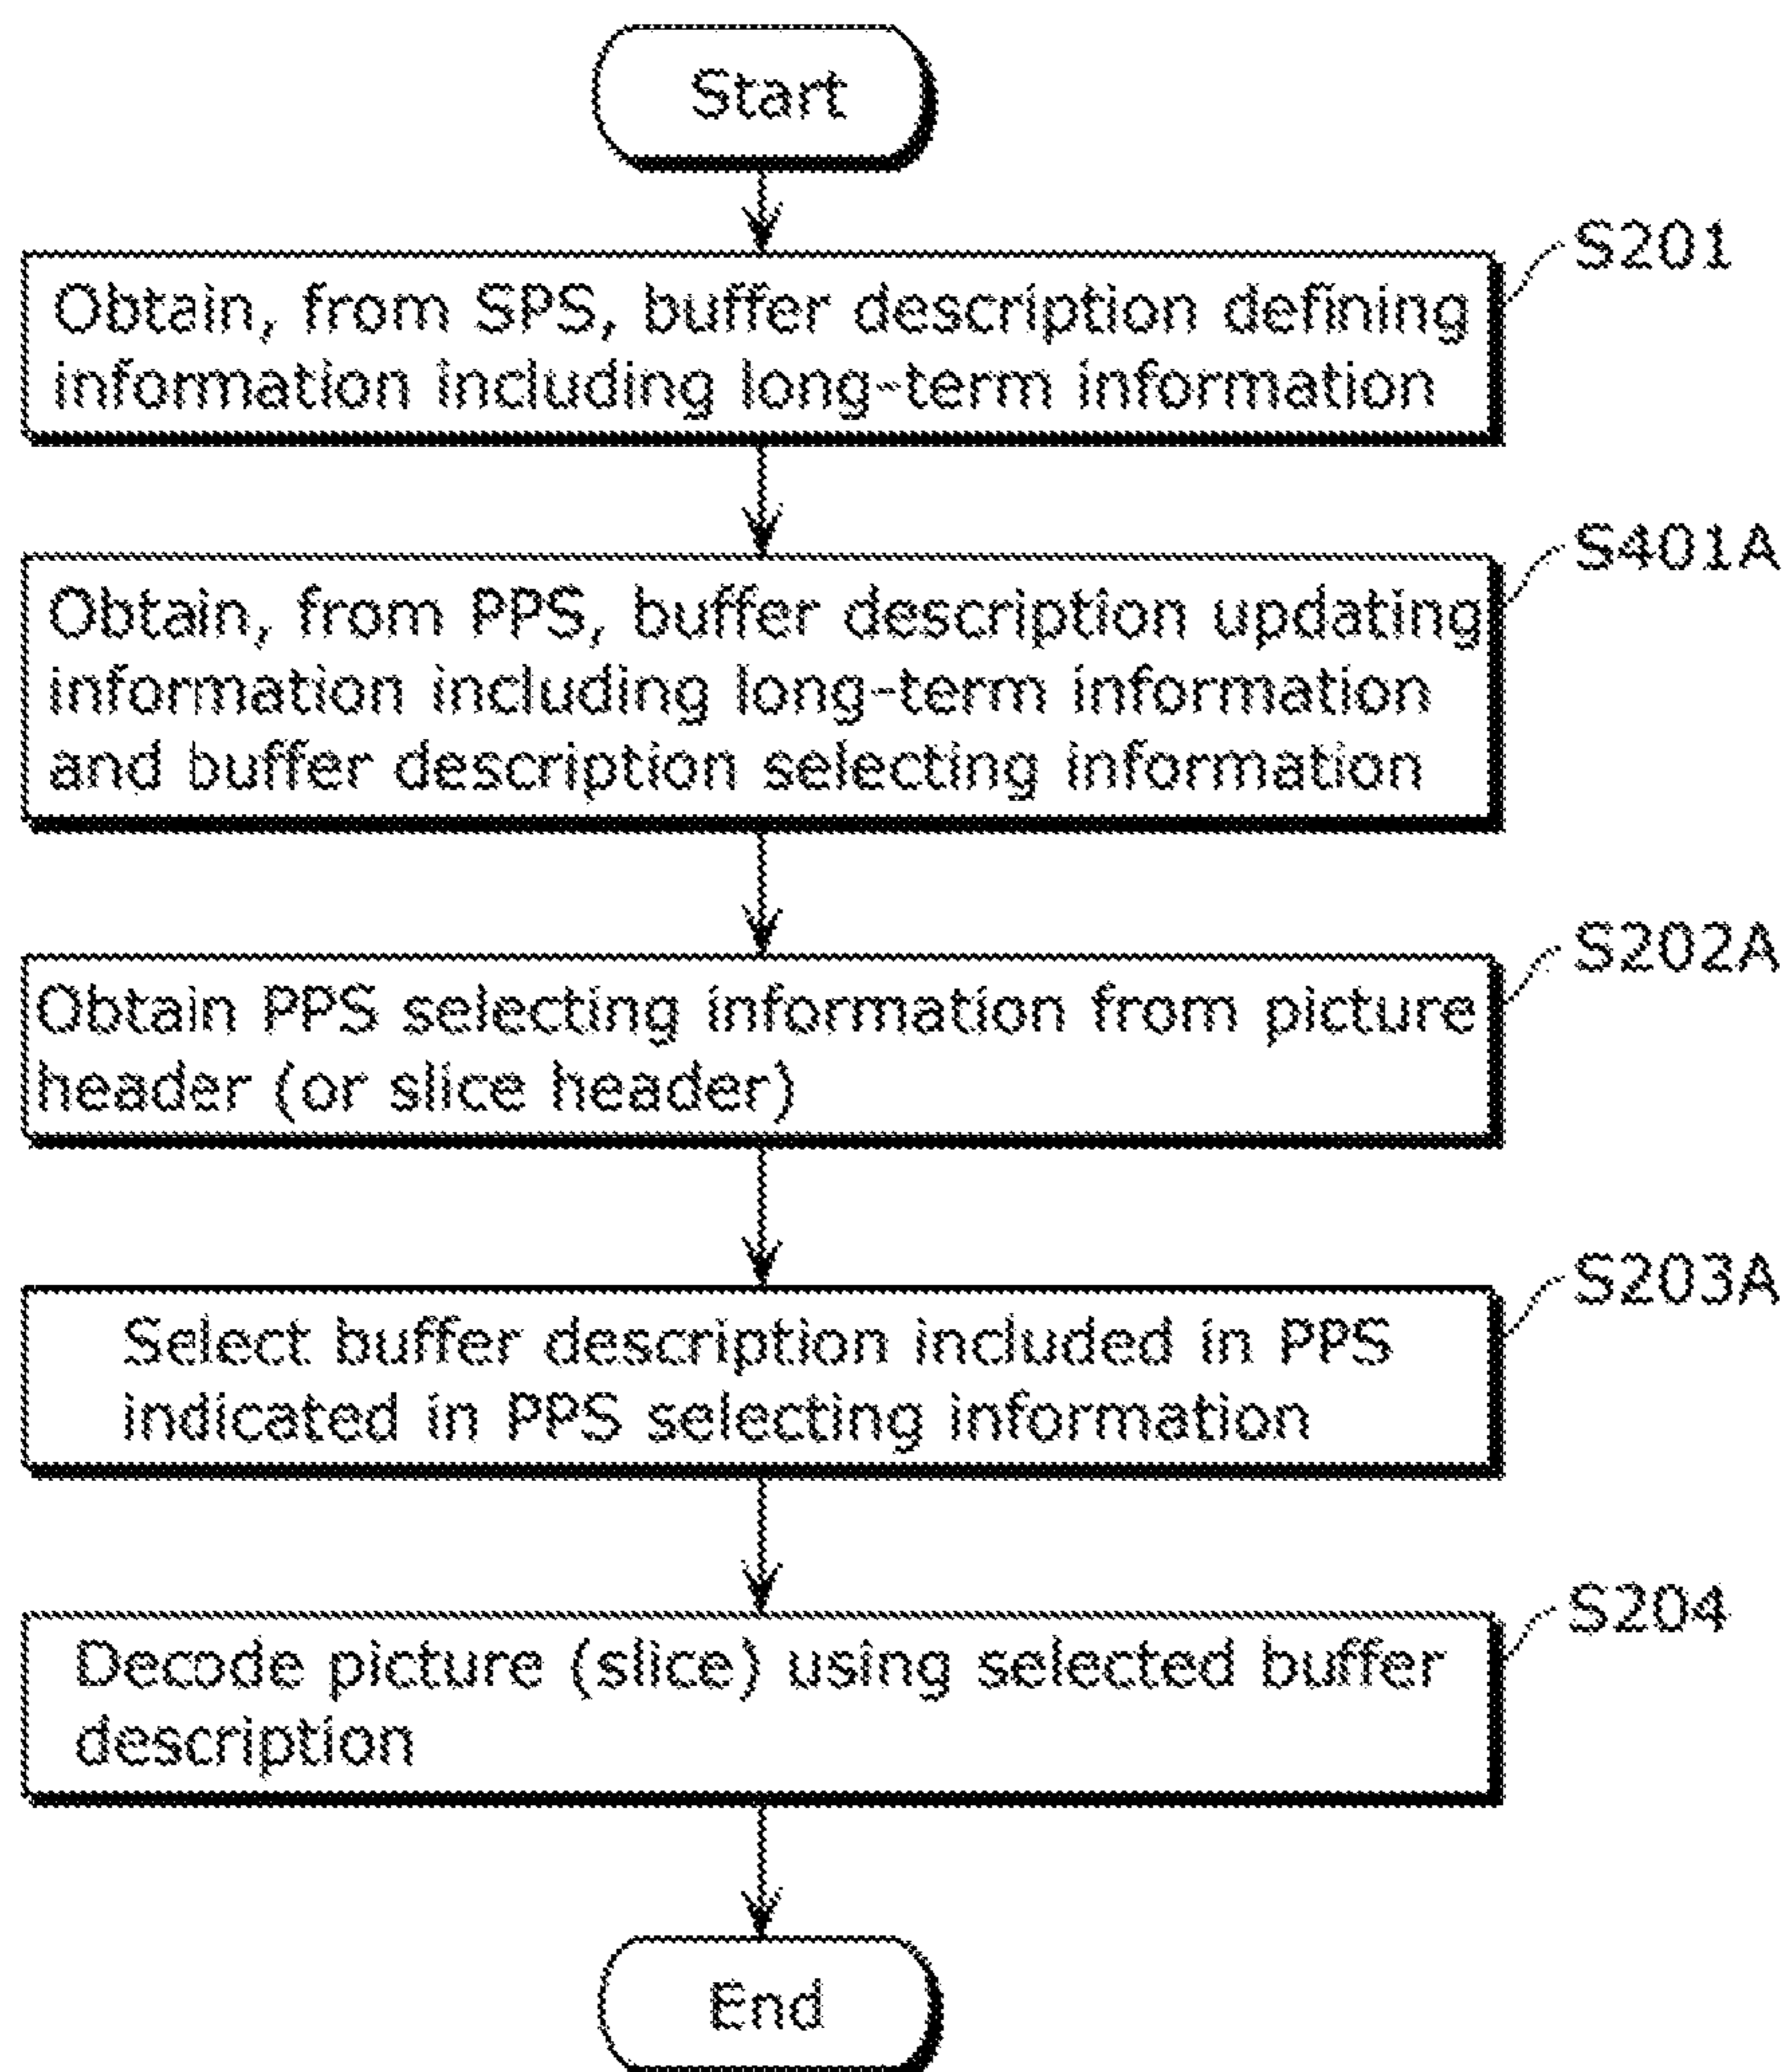 Start
S201
Obtain, from SPS, buffer description defining
information including long-term information
S401A
Obtain, from PPS, buffer description updating
information including long-term information
and buffer description selecting information
S202A
Obtain PPS selecting information from picture
header (or slice header)
S203A
Select buffer description included in PPS
indicated in PPS selecting information
S204
Decode picture (slice) using selected buffer
description
End